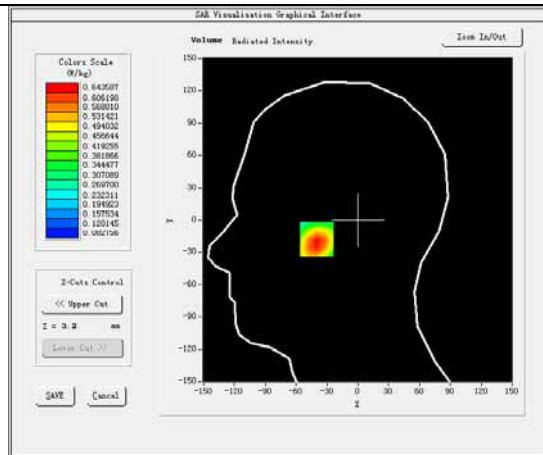 SAR Visualisation Graphical Interface
Volume Radiated Intensity
Zoom In/Out
Colors Scale
(W/kg)
0.643587
0.606198
0.568810
0.531421
0.494032
0.456644
0.419255
0.381866
0.344477
0.307089
0.269700
0.232311
0.194923
0.157534
0.120145
0.082756
Z-Cuts Control
<< Upper Cut
Z = 3.2 mm
Lower Cut >>
SAVE
Cancel
150
120
90
60
30
0
-30
-60
-90
-120
-150
Y
-150 -120 -90 -60 -30 0 30 60 90 120 150
X